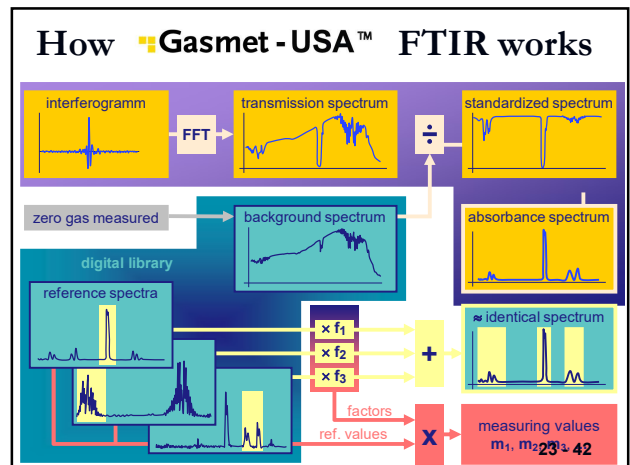 How Gasmet - USA™ FTIR works
interferogramm
transmission spectrum
standardized spectrum
FFT
÷
zero gas measured
background spectrum
absorbance spectrum
digital library
reference spectra
≈ identical spectrum
× f1
× f2
+
× f3
factors
ref. values
X
measuring values
m1, m2, m3,
23 - 42